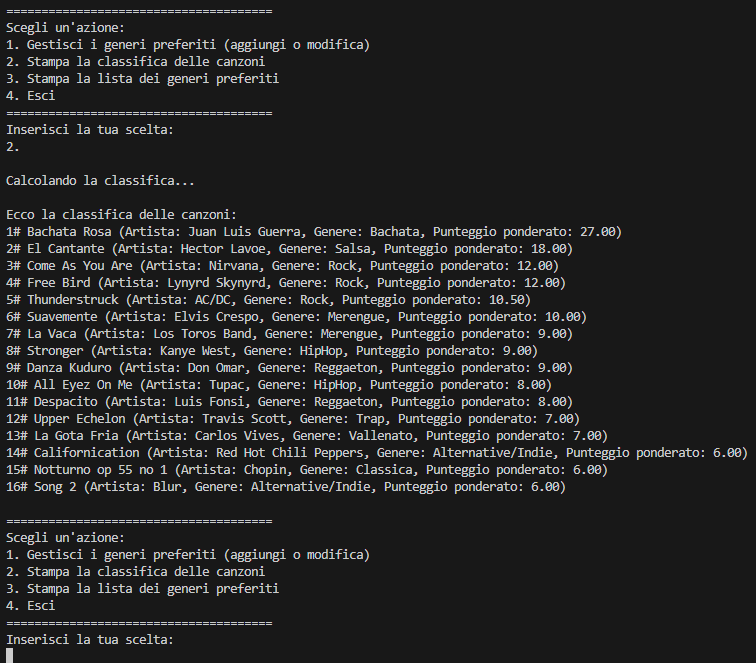 ======================================
Scegli un'azione:
1. Gestisci i generi preferiti (aggiungi o modifica)
2. Stampa la classifica delle canzoni
3. Stampa la lista dei generi preferiti
4. Esci
======================================
Inserisci la tua scelta:
2.
Calcolando la classifica...
Ecco la classifica delle canzoni:
1# Bachata Rosa (Artista: Juan Luis Guerra, Genere: Bachata, Punteggio ponderato: 27.00)
2# El Cantante (Artista: Hector Lavoe, Genere: Salsa, Punteggio ponderato: 18.00)
3# Come As You Are (Artista: Nirvana, Genere: Rock, Punteggio ponderato: 12.00)
4# Free Bird (Artista: Lynyrd Skynyrd, Genere: Rock, Punteggio ponderato: 12.00)
5# Thunderstruck (Artista: AC/DC, Genere: Rock, Punteggio ponderato: 10.50)
6# Suavemente (Artista: Elvis Crespo, Genere: Merengue, Punteggio ponderato: 10.00)
7# La Vaca (Artista: Los Toros Band, Genere: Merengue, Punteggio ponderato: 9.00)
8# Stronger (Artista: Kanye West, Genere: HipHop, Punteggio ponderato: 9.00)
9# Danza Kuduro (Artista: Don Omar, Genere: Reggaeton, Punteggio ponderato: 9.00)
10# All Eyez On Me (Artista: Tupac, Genere: HipHop, Punteggio ponderato: 8.00)
11# Despacito (Artista: Luis Fonsi, Genere: Reggaeton, Punteggio ponderato: 8.00)
12# Upper Echelon (Artista: Travis Scott, Genere: Trap, Punteggio ponderato: 7.00)
13# La Gota Fria (Artista: Carlos Vives, Genere: Vallenato, Punteggio ponderato: 7.00)
14# Californication (Artista: Red Hot Chili Peppers, Genere: Alternative/Indie, Punteggio ponderato: 6.00)
15# Notturno op 55 no 1 (Artista: Chopin, Genere: Classica, Punteggio ponderato: 6.00)
16# Song 2 (Artista: Blur, Genere: Alternative/Indie, Punteggio ponderato: 6.00)
======================================
Scegli un'azione:
1. Gestisci i generi preferiti (aggiungi o modifica)
2. Stampa la classifica delle canzoni
3. Stampa la lista dei generi preferiti
4. Esci
======================================
Inserisci la tua scelta: